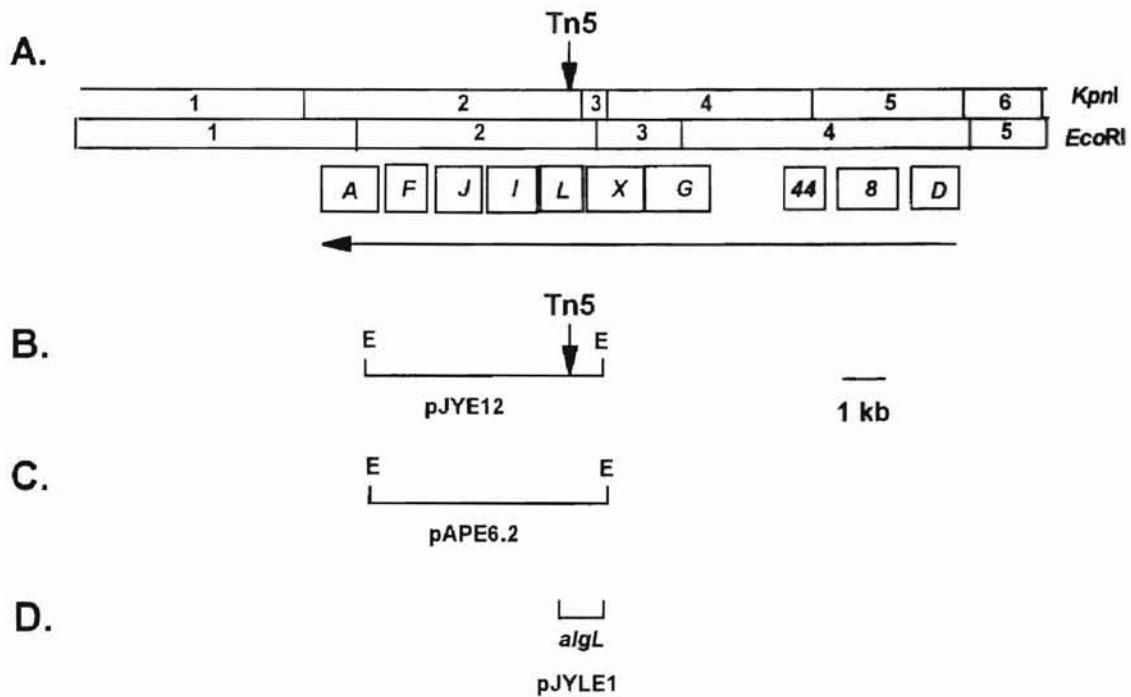 Tn5
A.
1 2 3 4 5 6 KpnI
1 2 3 4 5 EcoRI
A F J I L X G 44 8 D
Tn5
B.
E E
pJYE12
1 kb
C.
E E
pAPE6.2
D.
algL
pJYLE1